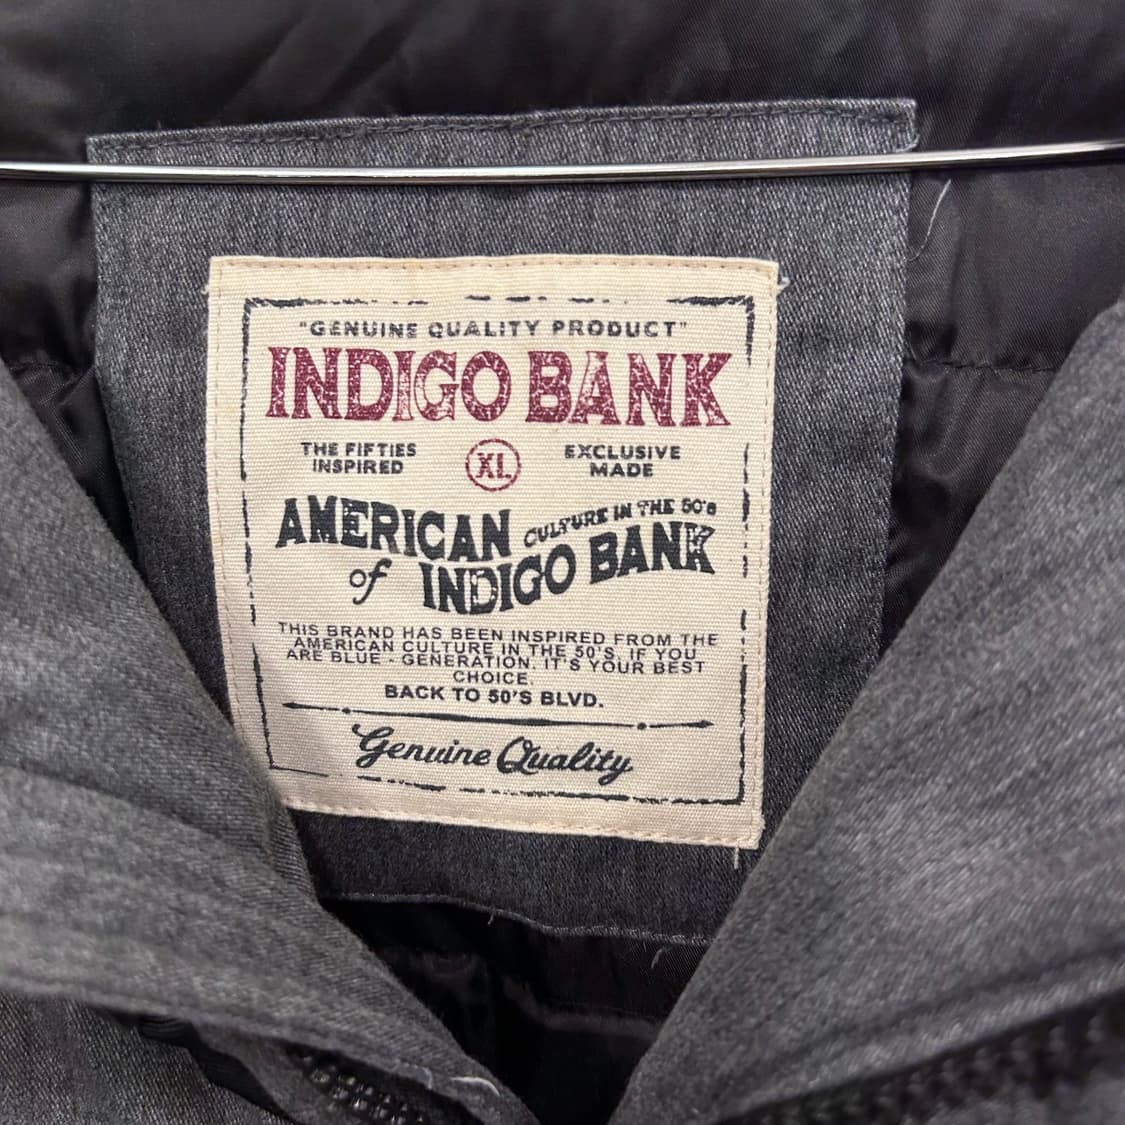 "GENUINE QUALITY PRODUCT"
INDIGO BANK
THE FIFTIES
INSPIRED
XL
EXCLUSIVE
MADE
AMERICAN
CULTURE IN THE 50'S
of INDIGO BANK
THIS BRAND HAS BEEN INSPIRED FROM THE
AMERICAN CULTURE IN THE 50'S. IF YOU
ARE BLUE - GENERATION. IT'S YOUR BEST
CHOICE.
BACK TO 50'S BLVD.
Genuine Quality